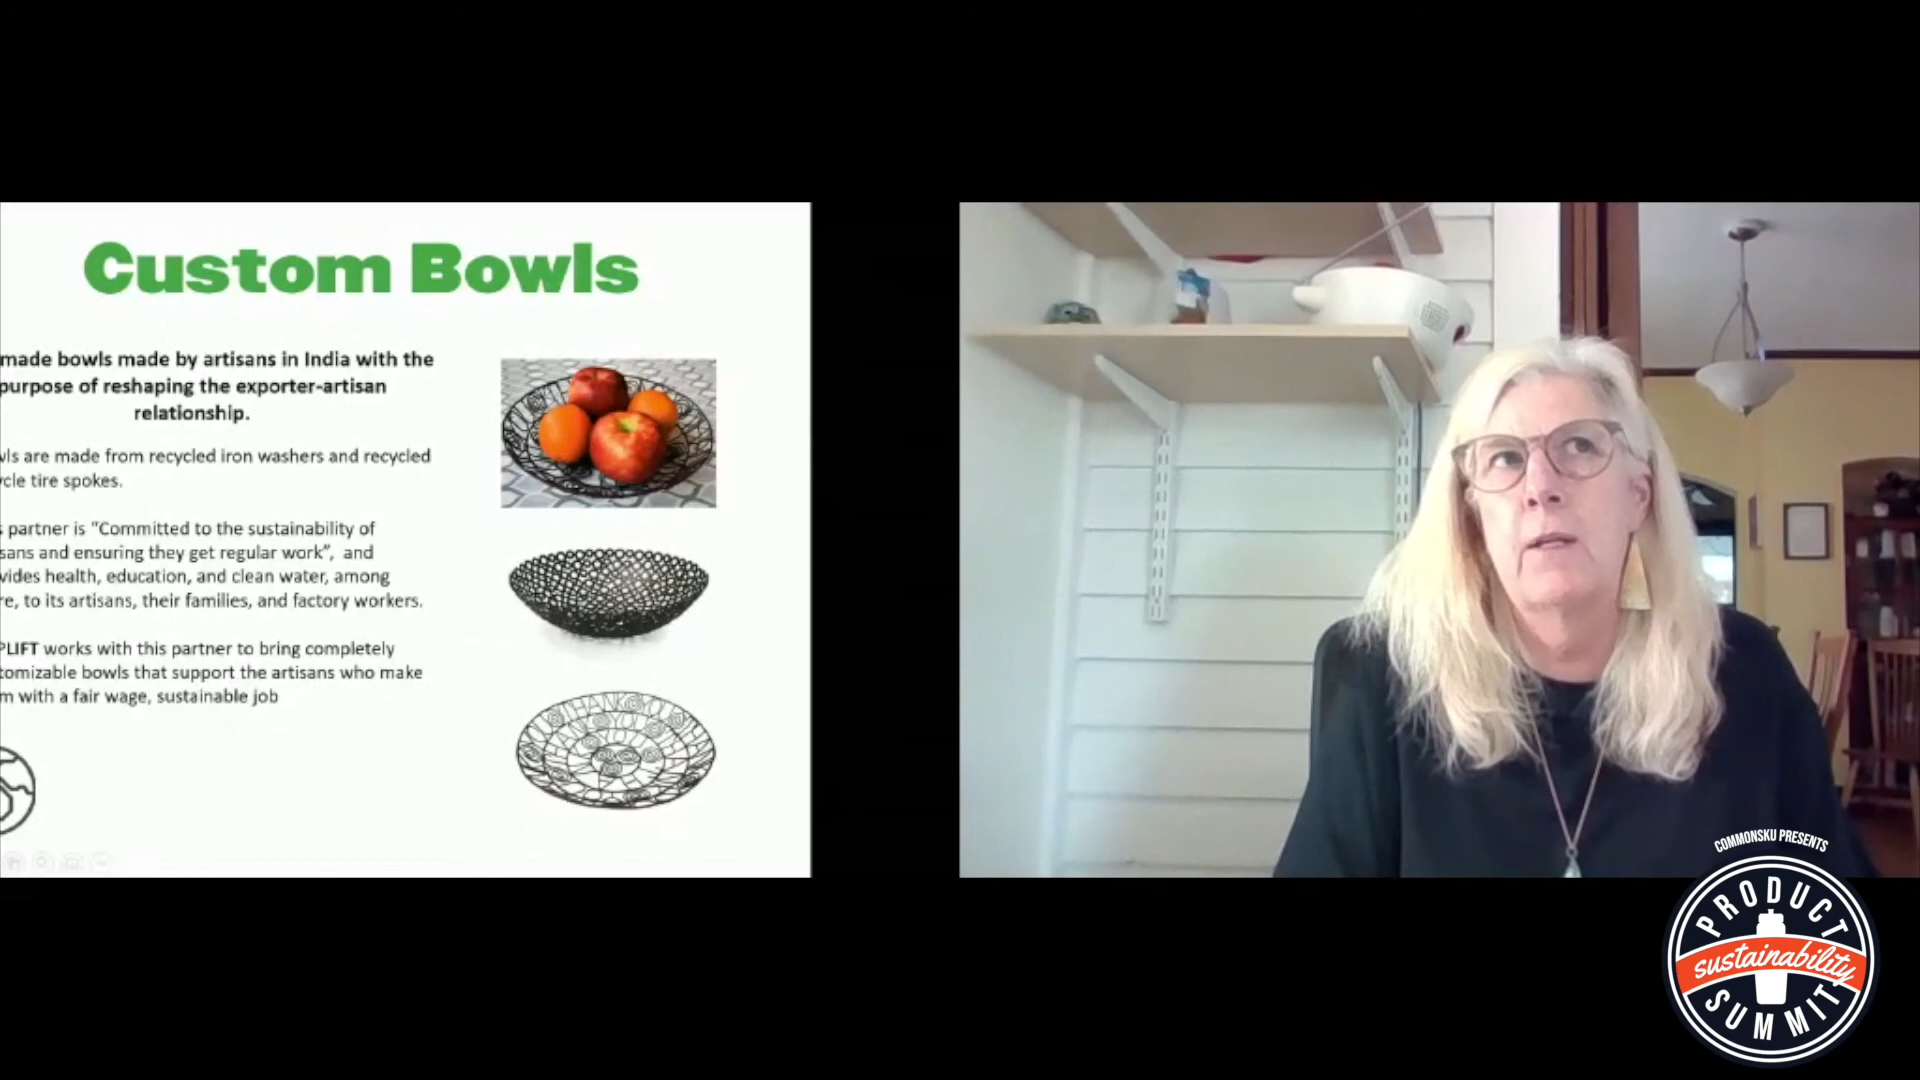 Custom Bowls
made bowls made by artisans in India with the
purpose of reshaping the exporter-artisan
relationship.
ls are made from recycled iron washers and recycled
cle tire spokes.
partner is "Committed to the sustainability of
sans and ensuring they get regular work", and
vides health, education, and clean water, among
re, to its artisans, their families, and factory workers.
PLIFT works with this partner to bring completely
tomizable bowls that support the artisans who make
m with a fair wage, sustainable job
THANK YOU
COMMONSKU PRESENTS
PRODUCT
sustainability
SUMMIT